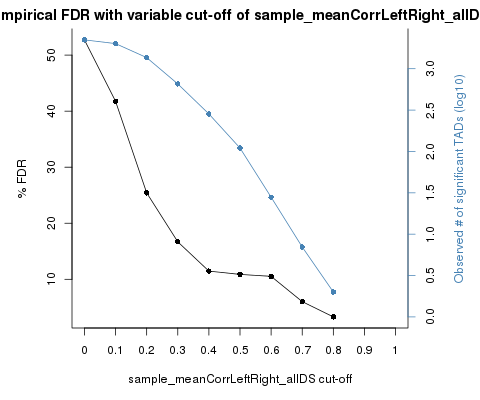 mpirical FDR with variable cut-off of sample_meanCorrLeftRight_allD
% FDR
50
40
30
20
10
3.0
2.5
2.0
1.5
1.0
0.5
0.0
Observed # of significant TADs (log10)
0 0.1 0.2 0.3 0.4 0.5 0.6 0.7 0.8 0.9 1
sample_meanCorrLeftRight_allDS cut-off